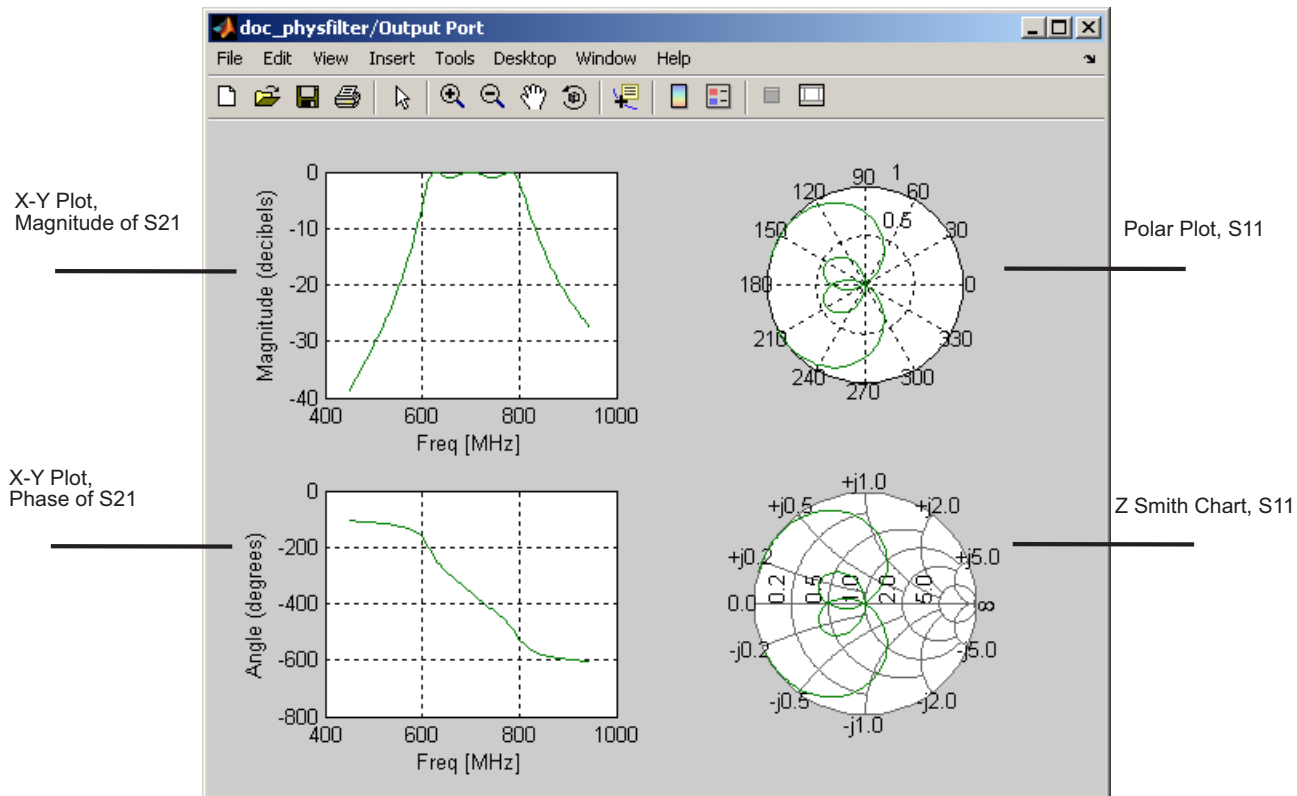 doc_physfilter/Output Port
File Edit View Insert Tools Desktop Window Help
X-Y Plot,
Magnitude of S21
0
-10
-20
-30
-40
Magnitude (decibels)
400 600 800 1000
Freq [MHz]
90 1
120 60
0.5
150 30
180 0
210 330
240 300
270
Polar Plot, S11
X-Y Plot,
Phase of S21
0
-200
-400
-600
-800
Angle (degrees)
400 600 800 1000
Freq [MHz]
+j1.0
+j0.5 +j2.0
+j0.2 +j5.0
0.0 0.2 0.5 1.0 2.0 5.0 ∞
-j0.2 -j5.0
-j0.5 -j2.0
-j1.0
Z Smith Chart, S11